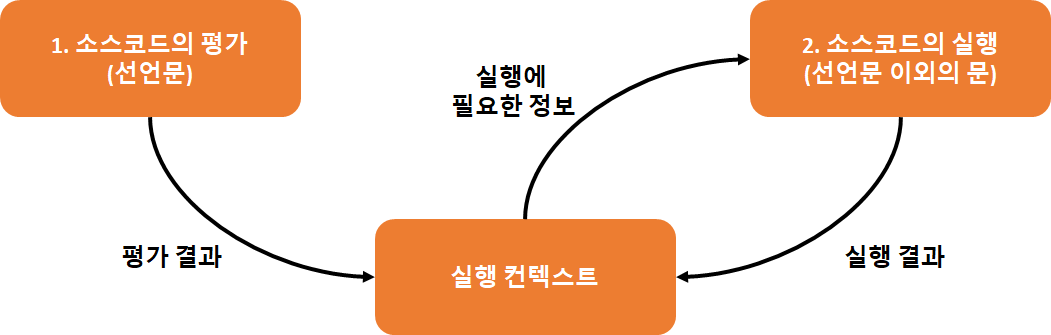 1. 소스코드의 평가
(선언문)
실행에
필요한 정보
2. 소스코드의 실행
(선언문 이외의 문)
평가 결과
실행 컨텍스트
실행 결과